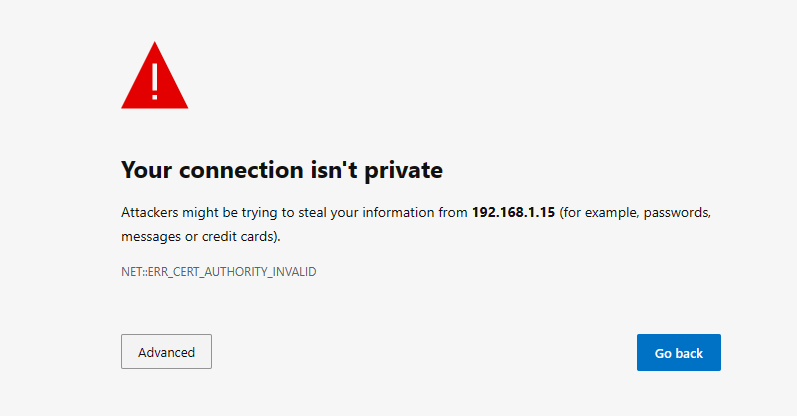 !
Your connection isn't private
Attackers might be trying to steal your information from 192.168.1.15 (for example, passwords,
messages or credit cards).
NET::ERR_CERT_AUTHORITY_INVALID
Advanced
Go back